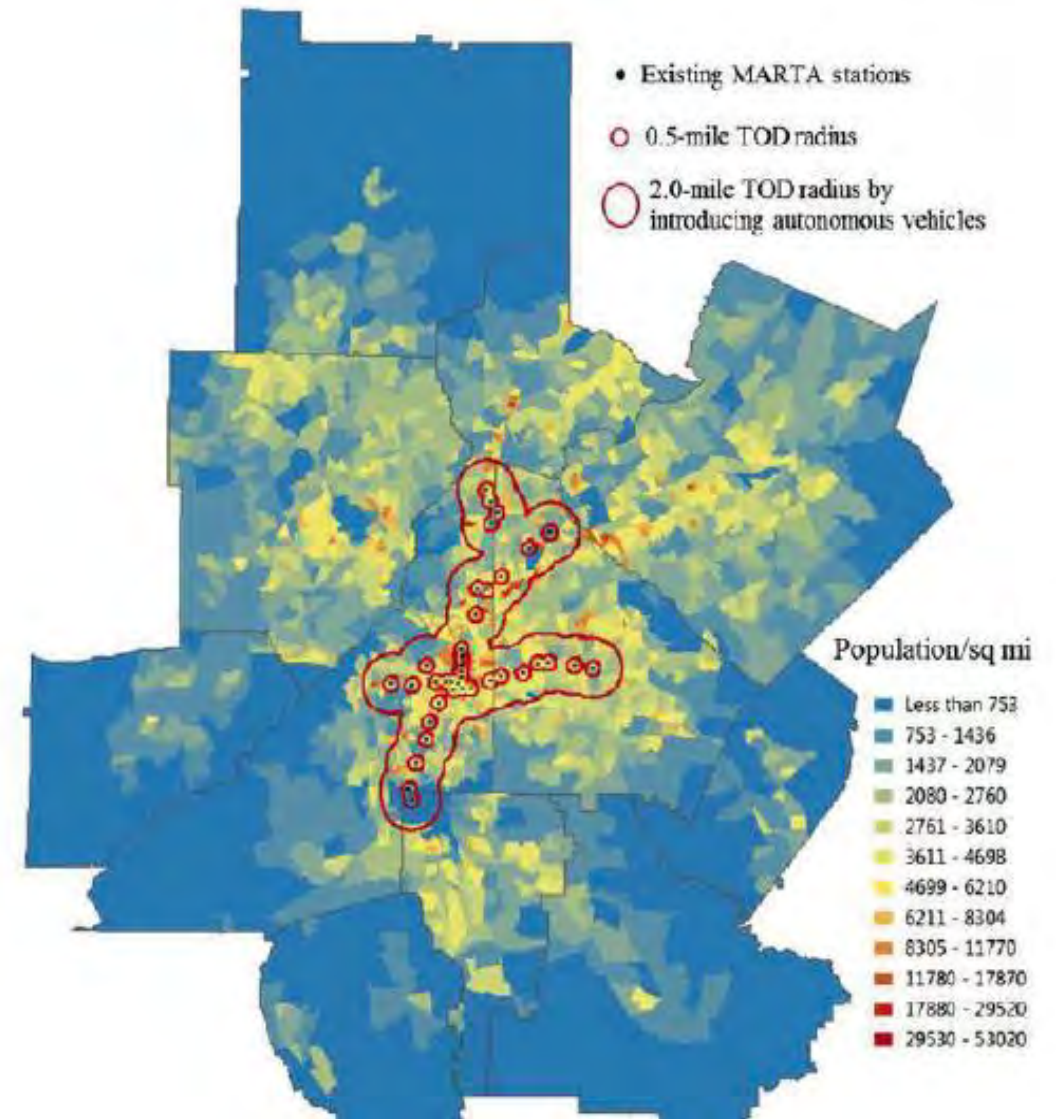 Existing MARTA stations
0.5-mile TOD radius
2.0-mile TOD radius by
introducing autonomous vehicles
Population/sq mi
Less than 753
753 - 1436
1437 - 2079
2080 - 2760
2761 - 3610
3611 - 4698
4699 - 6210
6211 - 8304
8305 - 11770
11780 - 17870
17880 - 29520
29530 - 53020